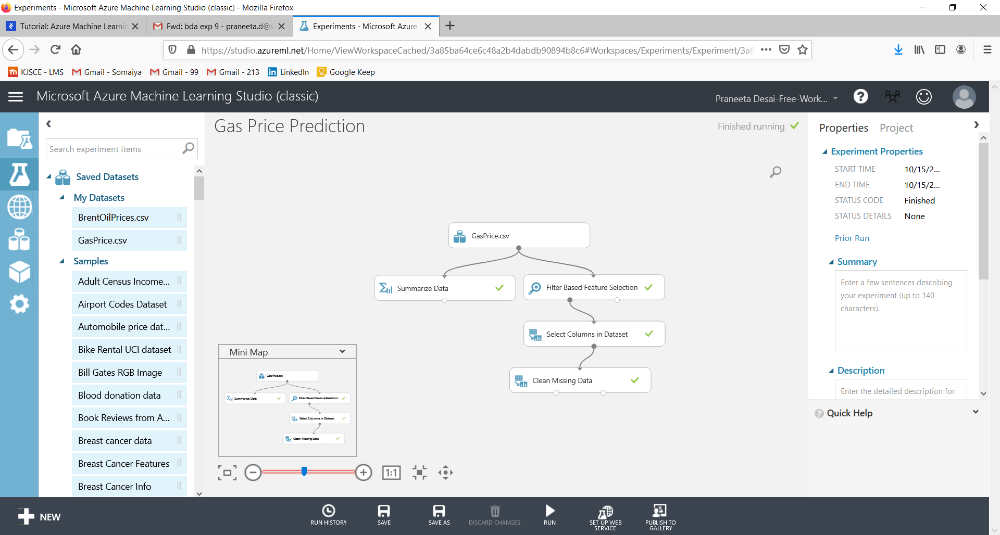 Experiments - Microsoft Azure Machine Learning Studio (classic) - Mozilla Firefox
Tutorial: Azure Machine Learnin
Fwd: bda exp 9 - praneeta.d@s
Experiments - Microsoft Azure
https://studio.azureml.net/Home/ViewWorkspaceCached/3a85ba64ce6c48a2b4dabdb90894b8c6#Workspaces/Experiments/Experiment/3a8
KJSCE - LMS
Gmail - Somaiya
Gmail - 99
Gmail - 213
LinkedIn
Google Keep
Microsoft Azure Machine Learning Studio (classic)
Praneeta Desai-Free-Work...
Search experiment items
Saved Datasets
My Datasets
BrentOilPrices.csv
GasPrice.csv
Samples
Adult Census Income...
Airport Codes Dataset
Automobile price dat...
Bike Rental UCI dataset
Bill Gates RGB Image
Blood donation data
Book Reviews from A...
Breast cancer data
Breast Cancer Features
Breast Cancer Info
Gas Price Prediction
Finished running
GasPrice.csv
Summarize Data
Filter Based Feature Selection
Select Columns in Dataset
Clean Missing Data
Mini Map
GasPrice.csv
Summarize Data
Filter Based Feature Selection
Select Columns in Dataset
Clean Missing Data
1:1
Properties
Project
Experiment Properties
START TIME 10/15/2...
END TIME 10/15/2...
STATUS CODE Finished
STATUS DETAILS None
Prior Run
Summary
Enter a few sentences describing
your experiment (up to 140
characters).
Description
Enter the detailed description for
Quick Help
NEW
RUN HISTORY
SAVE
SAVE AS
DISCARD CHANGES
RUN
SET UP WEB
SERVICE
PUBLISH TO
GALLERY